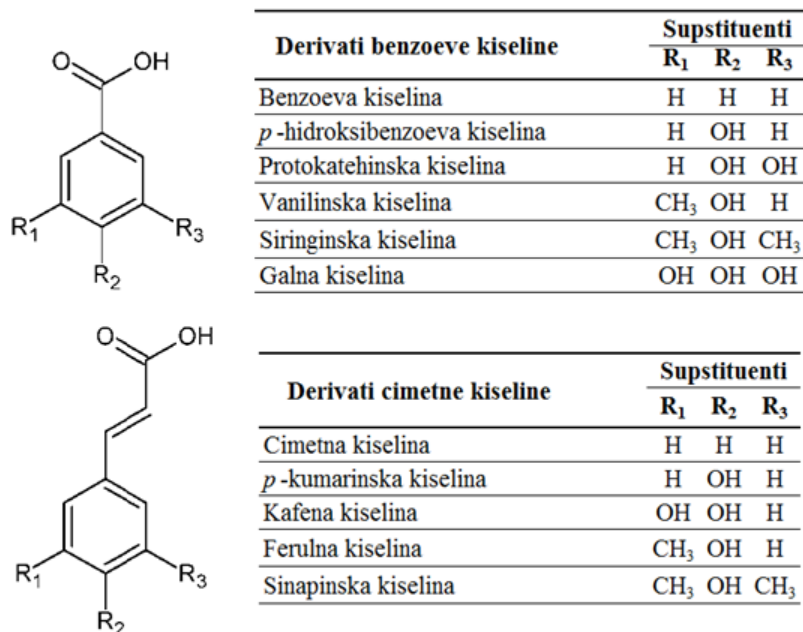 O OH
R₁ R₃
R₂
Derivati benzoeve kiseline Supstituenti
R₁ R₂ R₃
Benzoeva kiselina H H H
p-hidroksibenzoeva kiselina H OH H
Protokatehinska kiselina H OH OH
Vanilinska kiselina CH₃ OH H
Siringinska kiselina CH₃ OH CH₃
Galna kiselina OH OH OH
O OH
R₁ R₃
R₂
Derivati cimetne kiseline Supstituenti
R₁ R₂ R₃
Cimetna kiselina H H H
p-kumarinska kiselina H OH H
Kafena kiselina OH OH H
Ferulna kiselina CH₃ OH H
Sinapinska kiselina CH₃ OH CH₃